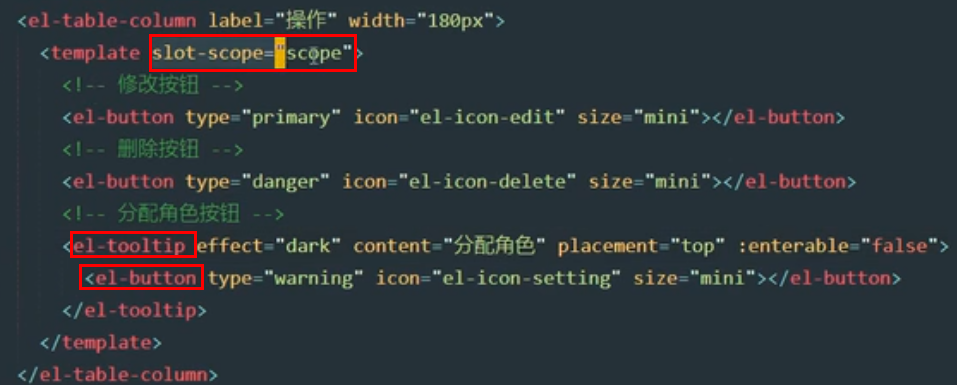 <el-table-column label="操作" width="180px">
<template slot-scope="scope">
<!-- 修改按钮 -->
<el-button type="primary" icon="el-icon-edit" size="mini"></el-button>
<!-- 删除按钮 -->
<el-button type="danger" icon="el-icon-delete" size="mini"></el-button>
<!-- 分配角色按钮 -->
<el-tooltip effect="dark" content="分配角色" placement="top" :enterable="false">
<el-button type="warning" icon="el-icon-setting" size="mini"></el-button>
</el-tooltip>
</template>
</el-table-column>